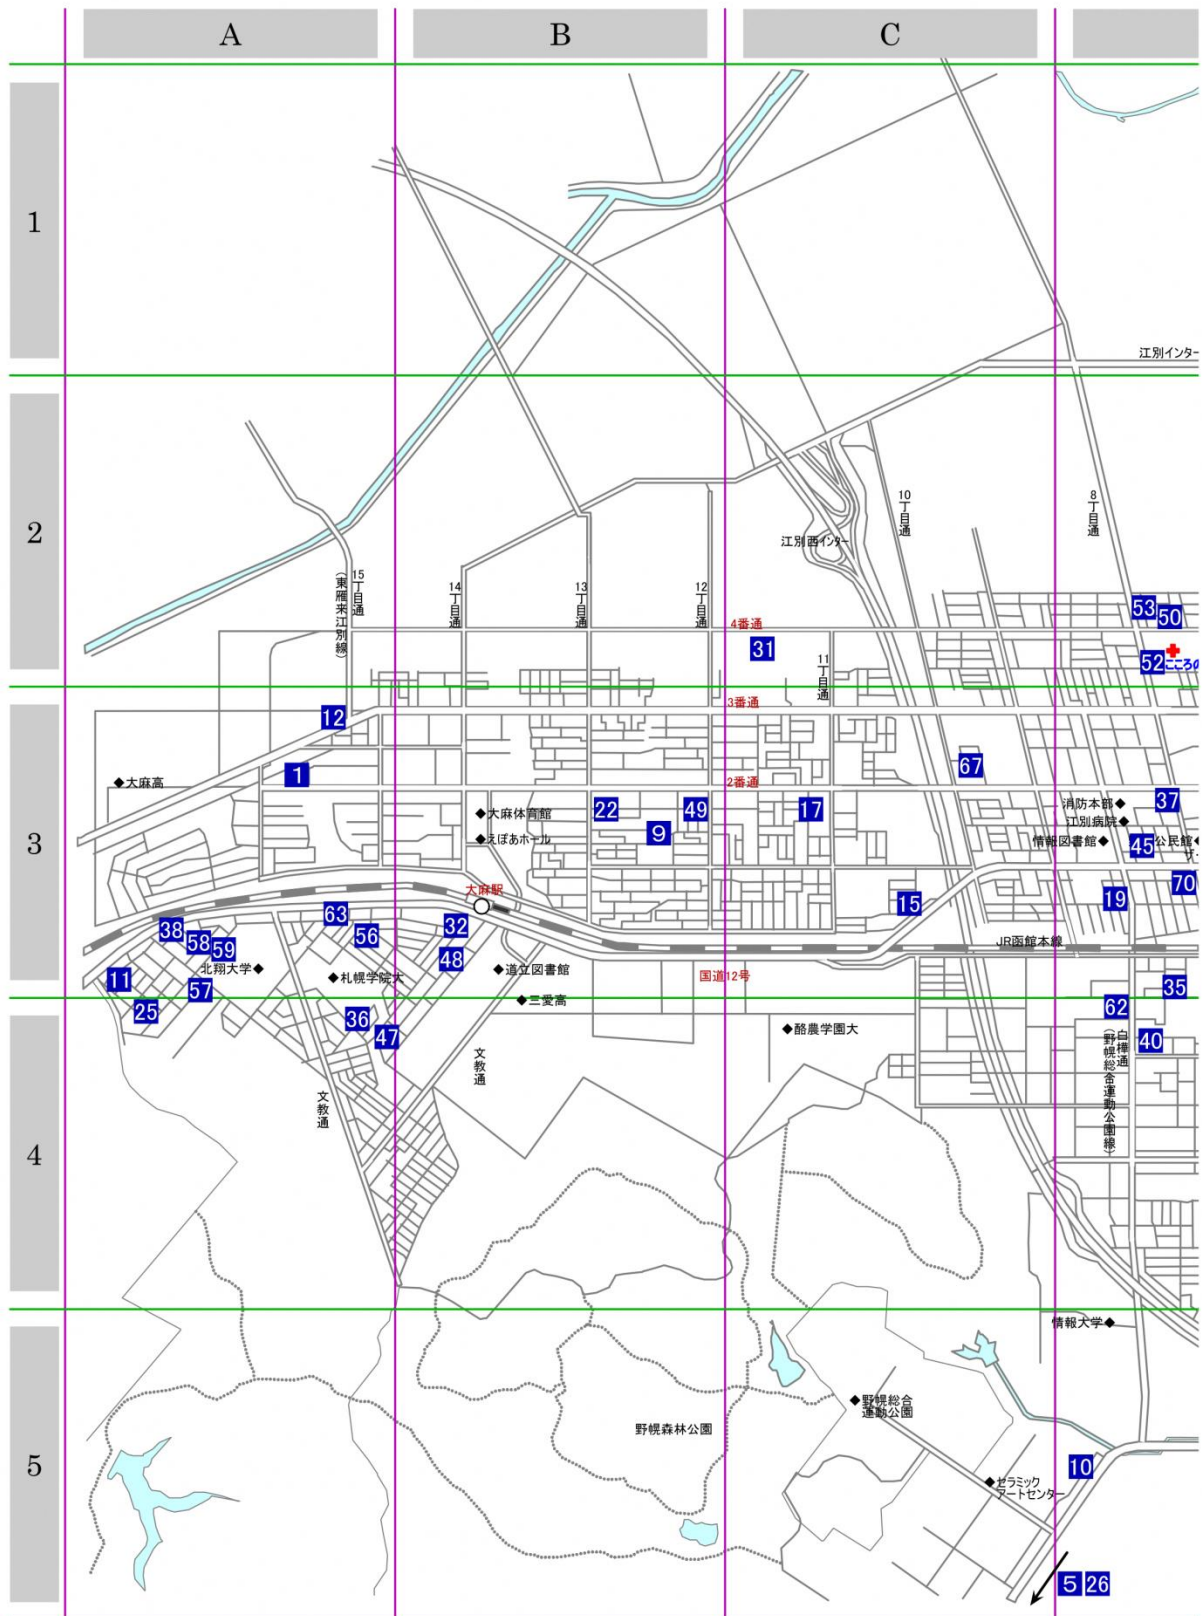 A
B
C
1
江別インター
2
10丁目通
8丁目通
江別西インター
15丁目通
(東雁来江別線)
14丁目通
13丁目通
12丁目通
53
50
4番通
31
11丁目通
52
こころの
3番通
12
67
1
◆大麻高
2番通
3
22
49
17
37
消防本部◆
◆大麻体育館
江別病院◆
9
◆えぽあホール
情報図書館◆
45
公民館◆
ザ・
大麻駅
70
19
15
63
32
38
56
58
59
JR函館本線
48
北翔大学◆
◆札幌学院大
◆道立図書館
国道12号
11
57
35
25
◆三愛高
62
36
47
◆酪農学園大
40
白樺通
(野幌総合運動公園線)
文教通
文教通
4
情報大学◆
◆野幌総合
運動公園
野幌森林公園
5
10
◆セラミック
アートセンター
5
26